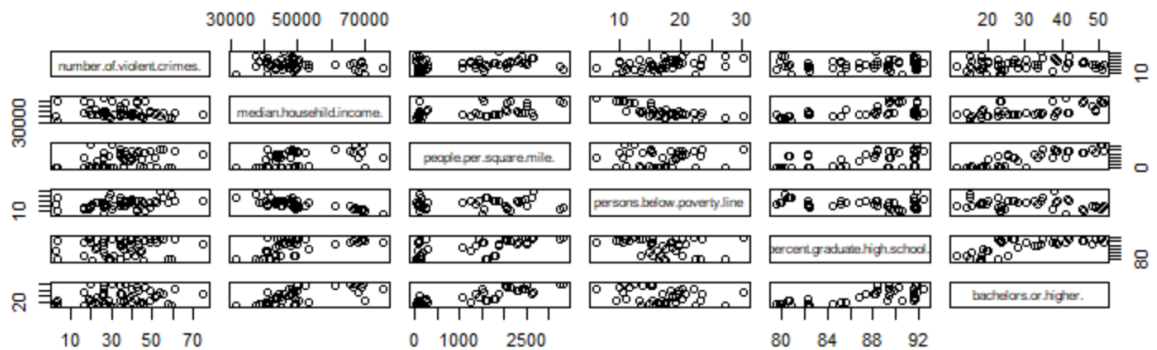 30000 50000 70000 10 20 30 20 30 40 50
number.of.violent.crimes. 10
30000 median.househild.income.
people.per.square.mile. 0
10 persons.below.poverty.line
percent.graduate.high.school. 80
20 bachelors.or.higher.
10 30 50 70 0 1000 2500 80 84 88 92